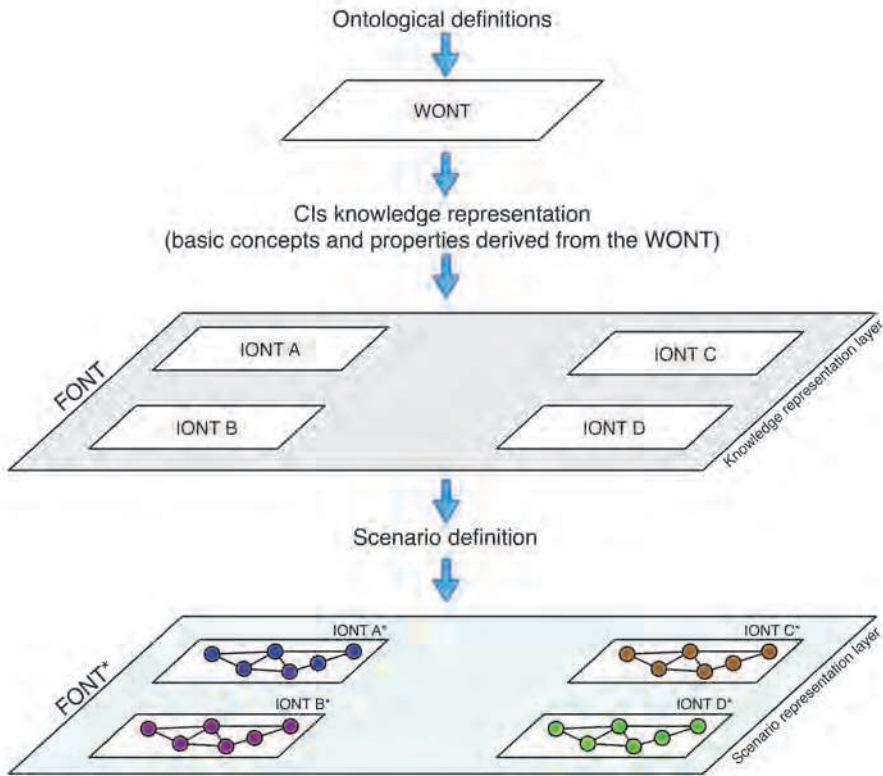 Ontological definitions
WONT
CIs knowledge representation
(basic concepts and properties derived from the WONT)
FONT
IONT A
IONT C
IONT B
IONT D
Knowledge representation layer
Scenario definition
FONT*
IONT A*
IONT C*
IONT B*
IONT D*
Scenario representation layer